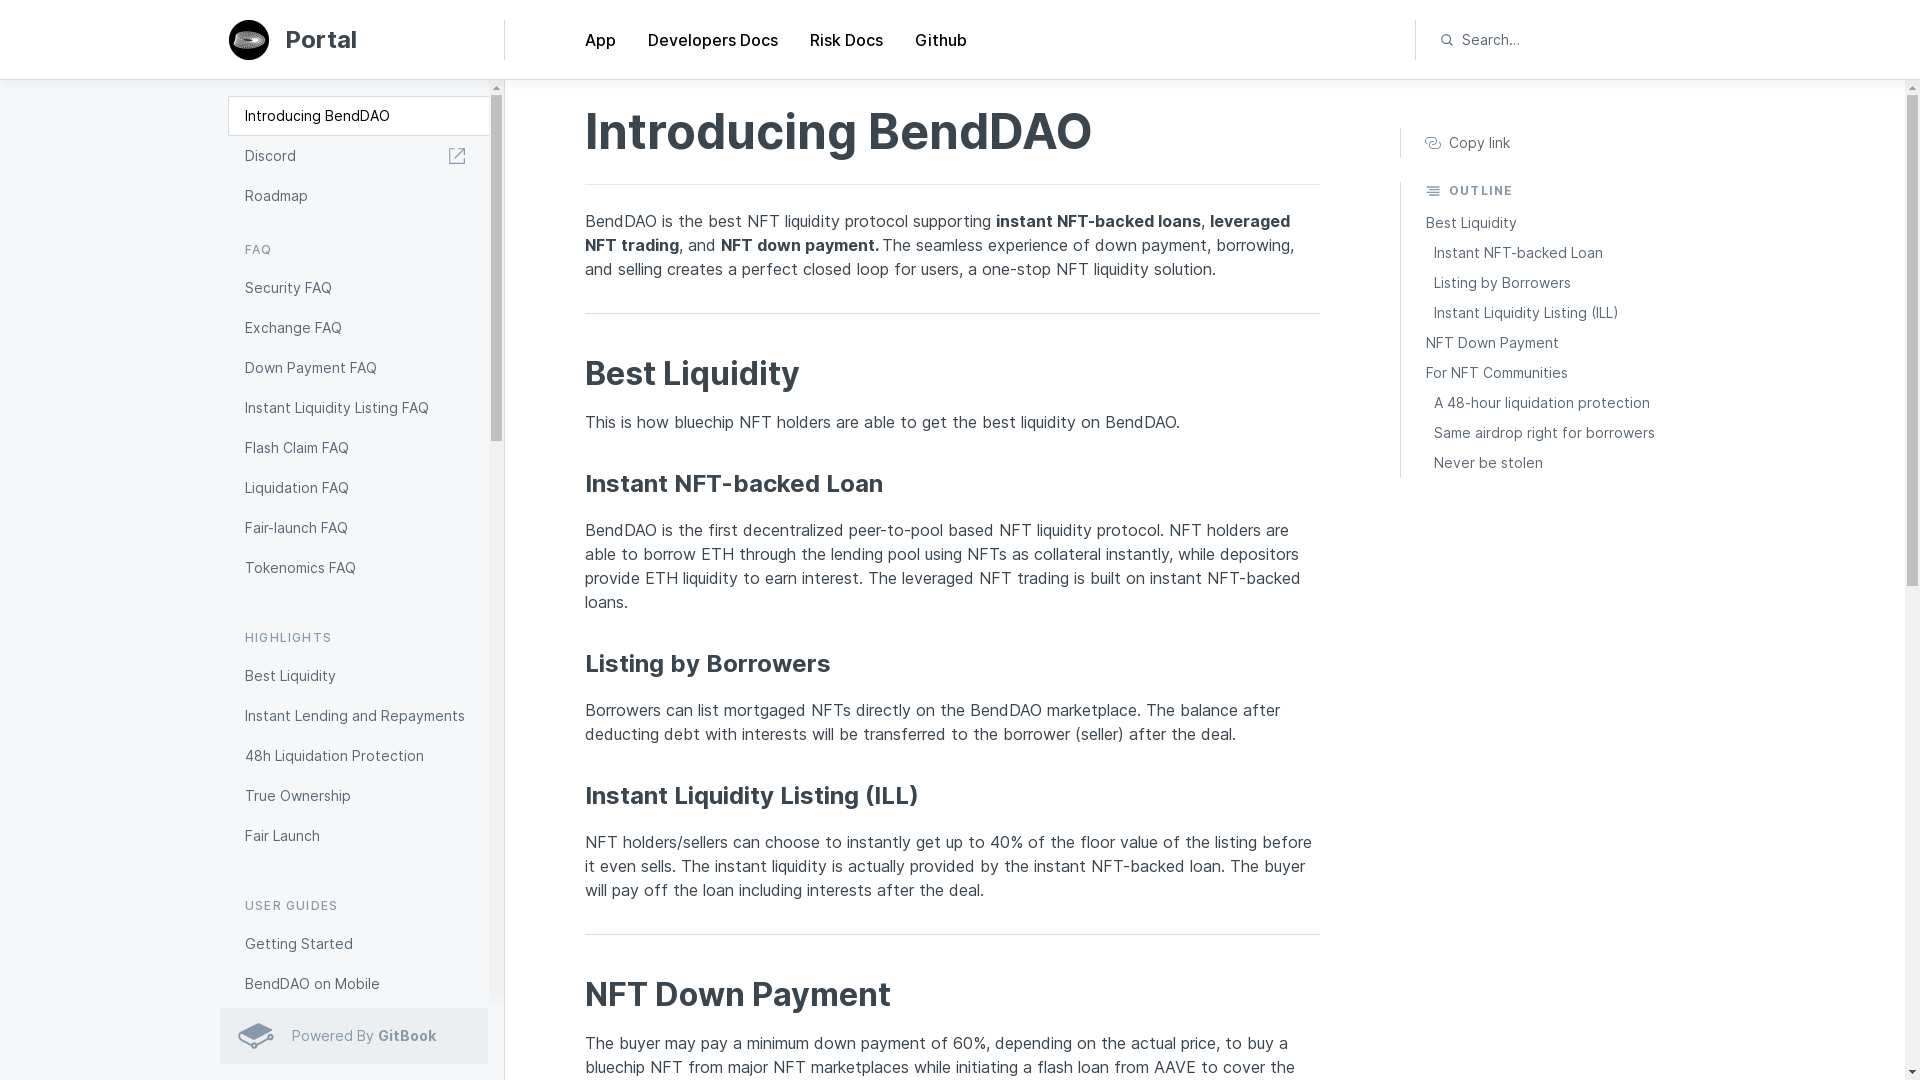 Portal
App
Developers Docs
Risk Docs
Github
Search…
Introducing BendDAO
Discord
Roadmap
FAQ
Security FAQ
Exchange FAQ
Down Payment FAQ
Instant Liquidity Listing FAQ
Flash Claim FAQ
Liquidation FAQ
Fair-launch FAQ
Tokenomics FAQ
HIGHLIGHTS
Best Liquidity
Instant Lending and Repayments
48h Liquidation Protection
True Ownership
Fair Launch
USER GUIDES
Getting Started
BendDAO on Mobile
Powered By GitBook
Introducing BendDAO
BendDAO is the best NFT liquidity protocol supporting instant NFT-backed loans, leveraged
NFT trading, and NFT down payment. The seamless experience of down payment, borrowing,
and selling creates a perfect closed loop for users, a one-stop NFT liquidity solution.
Best Liquidity
This is how bluechip NFT holders are able to get the best liquidity on BendDAO.
Instant NFT-backed Loan
BendDAO is the first decentralized peer-to-pool based NFT liquidity protocol. NFT holders are
able to borrow ETH through the lending pool using NFTs as collateral instantly, while depositors
provide ETH liquidity to earn interest. The leveraged NFT trading is built on instant NFT-backed
loans.
Listing by Borrowers
Borrowers can list mortgaged NFTs directly on the BendDAO marketplace. The balance after
deducting debt with interests will be transferred to the borrower (seller) after the deal.
Instant Liquidity Listing (ILL)
NFT holders/sellers can choose to instantly get up to 40% of the floor value of the listing before
it even sells. The instant liquidity is actually provided by the instant NFT-backed loan. The buyer
will pay off the loan including interests after the deal.
NFT Down Payment
The buyer may pay a minimum down payment of 60%, depending on the actual price, to buy a
bluechip NFT from major NFT marketplaces while initiating a flash loan from AAVE to cover the
Copy link
OUTLINE
Best Liquidity
Instant NFT-backed Loan
Listing by Borrowers
Instant Liquidity Listing (ILL)
NFT Down Payment
For NFT Communities
A 48-hour liquidation protection
Same airdrop right for borrowers
Never be stolen